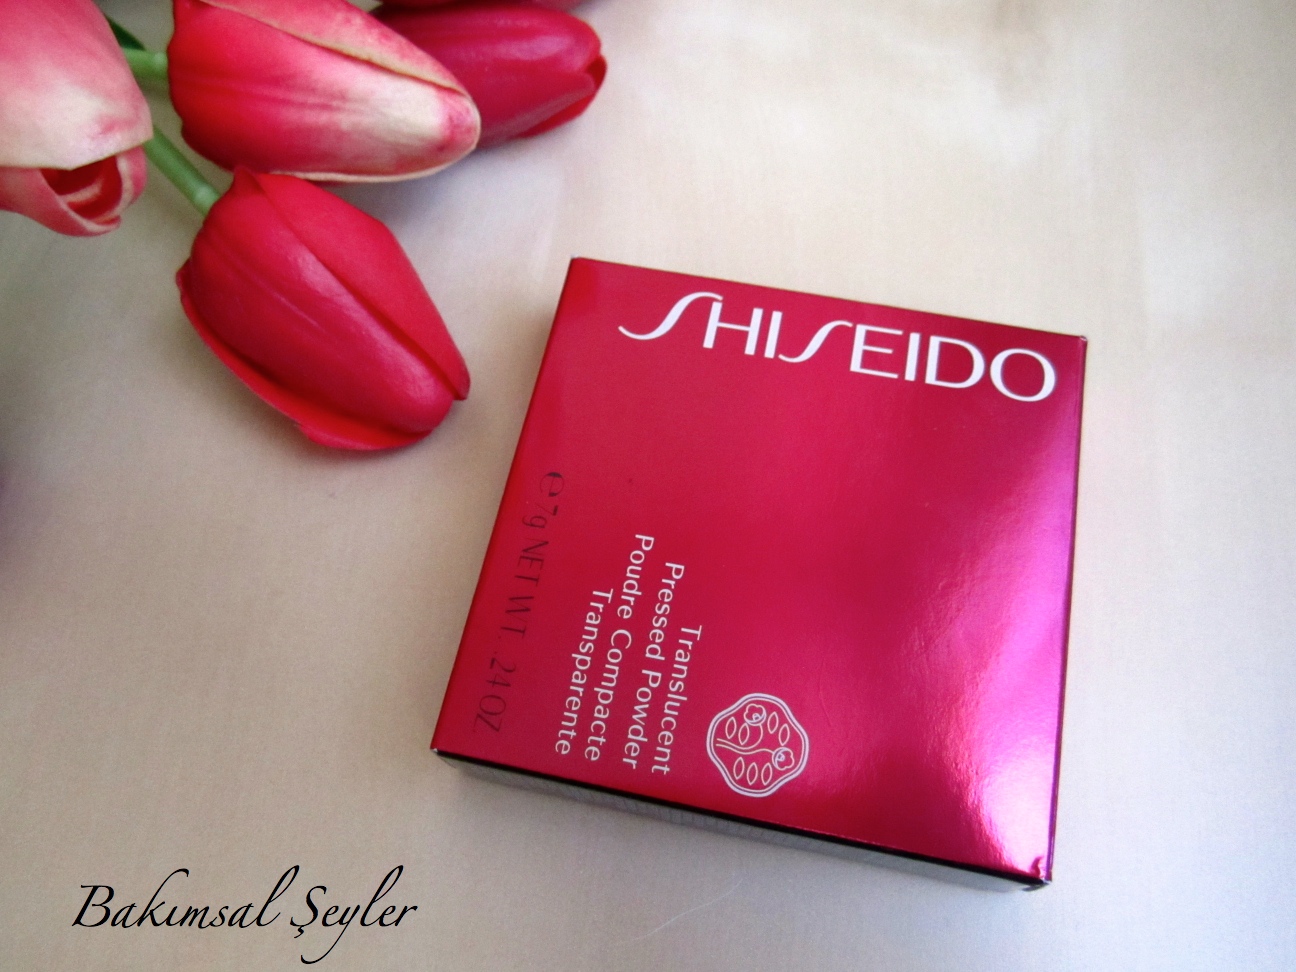 SHISEIDO
Translucent
Pressed Powder
Poudre Compacte
Transparente
e 7g NET WT. .24 OZ.
Bakımsal Şeyler